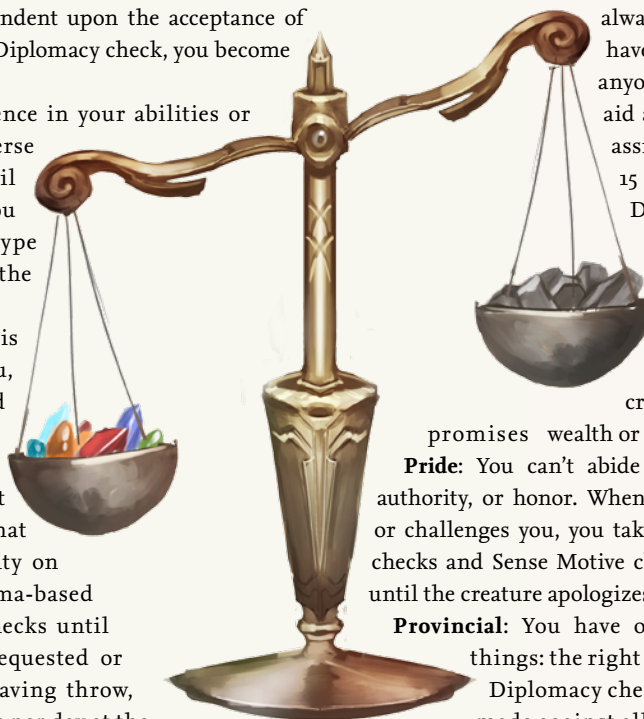 ndent upon the acceptance of
Diplomacy check, you become
ence in your abilities or
erse
il
ou
ype
the
is
u,
d
t
hat
ity on
ma-based
hecks until
equested or
aving throw,
alwa
have
anyo
aid a
assi
15
D
cr
promises wealth or
Pride: You can’t abide
authority, or honor. When
or challenges you, you tak
checks and Sense Motive c
until the creature apologizes
Provincial: You have o
things: the right
Diplomacy che